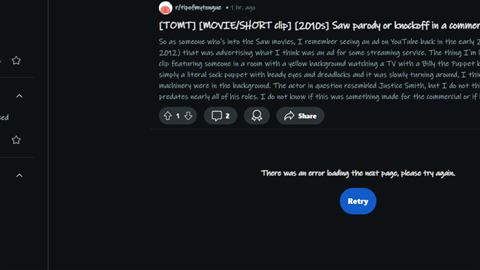 r/tipofmytongue • 1 hr. ago
[TOMT] [MOVIE/SHORT clip] [2010s] Saw parody or knockoff in a commer
So as someone who's into the Saw movies, I remember seeing an ad on YouTube back in the early 2
2012) that was advertising what I think was an ad for some streaming service. The thing I'm
clip featuring someone in a room with a yellow background watching a TV with a Billy the Puppet
simply a literal sock puppet with beady eyes and dreadlocks and it was slowly turning around, I thin
machinery were in the background. The actor in question resembled Justice Smith, but I do not th
predates nearly all of his roles. I do not know if this was something made for the commercial or if
1
2
Share
There was an error loading the next page, please try again.
Retry